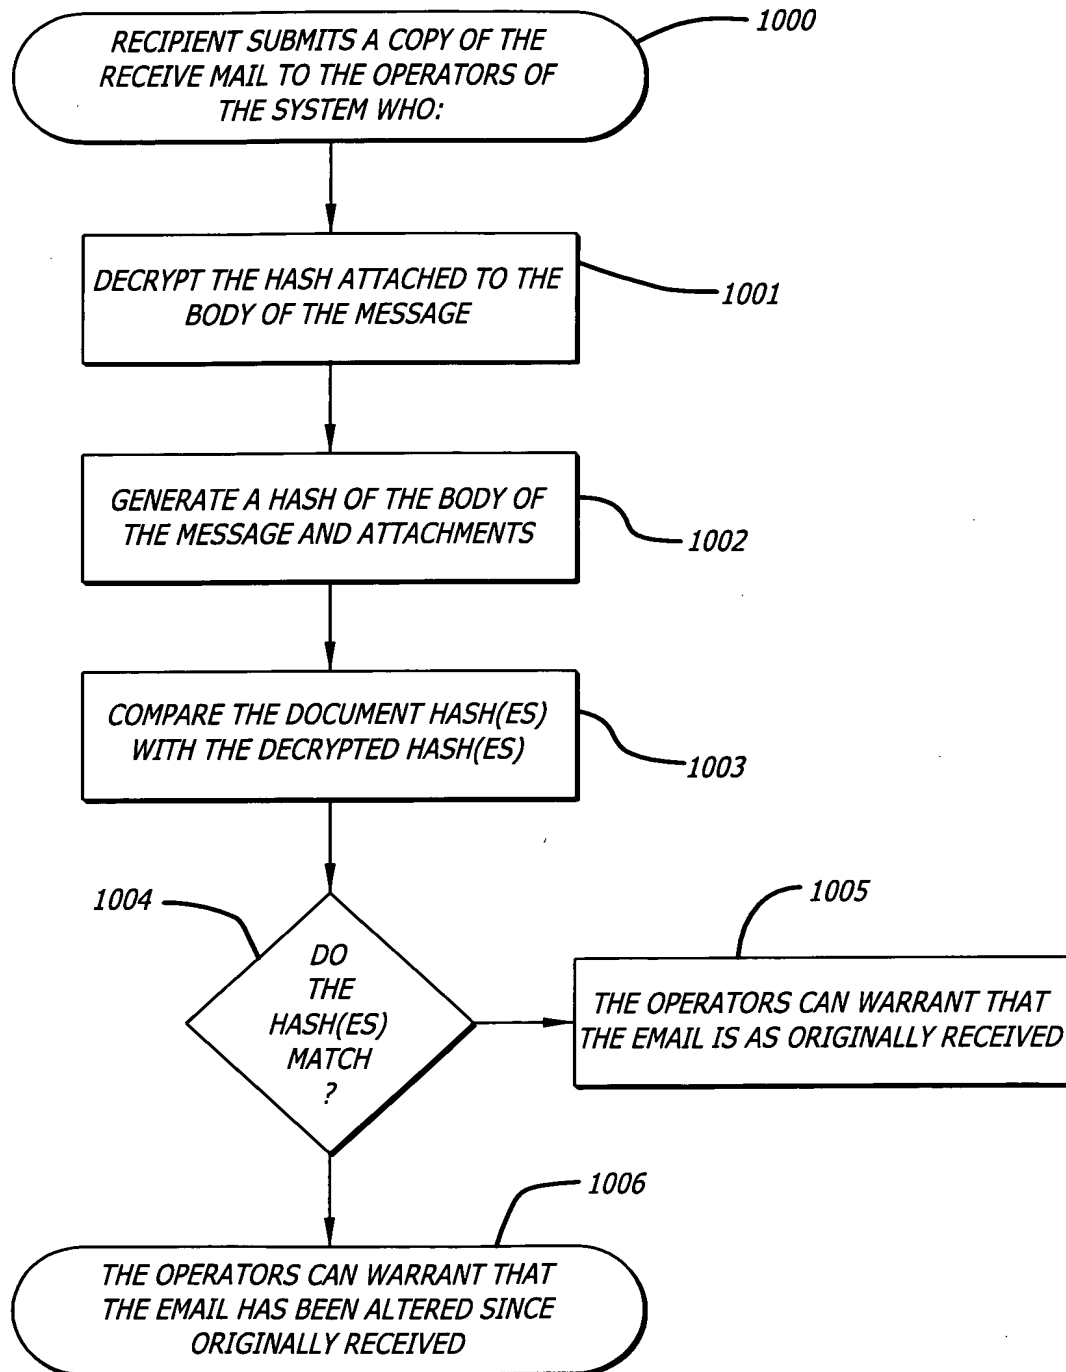 RECIPIENT SUBMITS A COPY OF THE
RECEIVE MAIL TO THE OPERATORS OF
THE SYSTEM WHO:
1000
DECRYPT THE HASH ATTACHED TO THE
BODY OF THE MESSAGE
1001
GENERATE A HASH OF THE BODY OF
THE MESSAGE AND ATTACHMENTS
1002
COMPARE THE DOCUMENT HASH(ES)
WITH THE DECRYPTED HASH(ES)
1003
1004
DO
THE
HASH(ES)
MATCH
?
1005
THE OPERATORS CAN WARRANT THAT
THE EMAIL IS AS ORIGINALLY RECEIVED
1006
THE OPERATORS CAN WARRANT THAT
THE EMAIL HAS BEEN ALTERED SINCE
ORIGINALLY RECEIVED